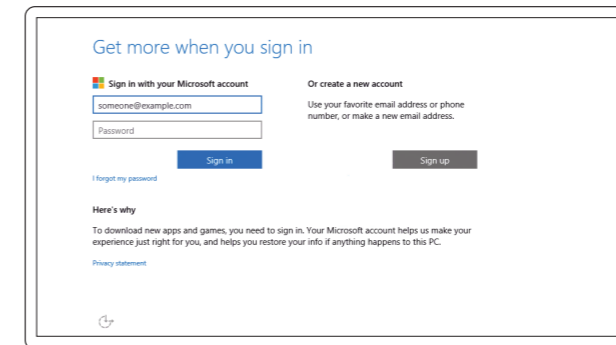 Get more when you sign in
Sign in with your Microsoft account
someone@example.com
Password
Sign in
I forgot my password
Or create a new account
Use your favorite email address or phone
number, or make a new email address.
Sign up
Here's why
To download new apps and games, you need to sign in. Your Microsoft account helps us make your
experience just right for you, and helps you restore your info if anything happens to this PC.
Privacy statement